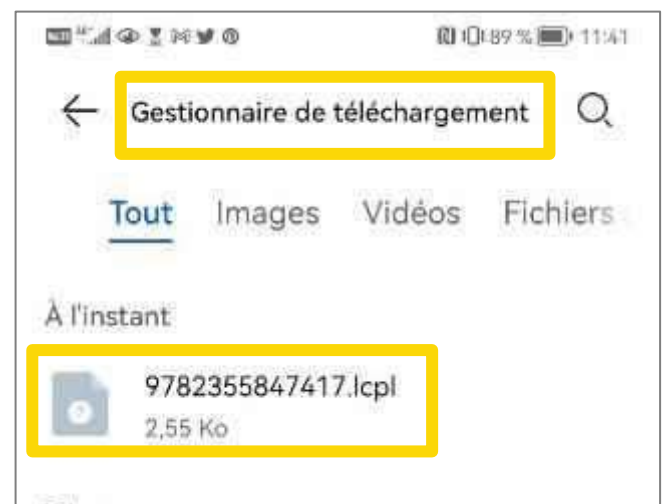 89 % 11:41
Gestionnaire de téléchargement
Tout Images Vidéos Fichiers
À l'instant
9782355847417.lcpl
2,55 Ko